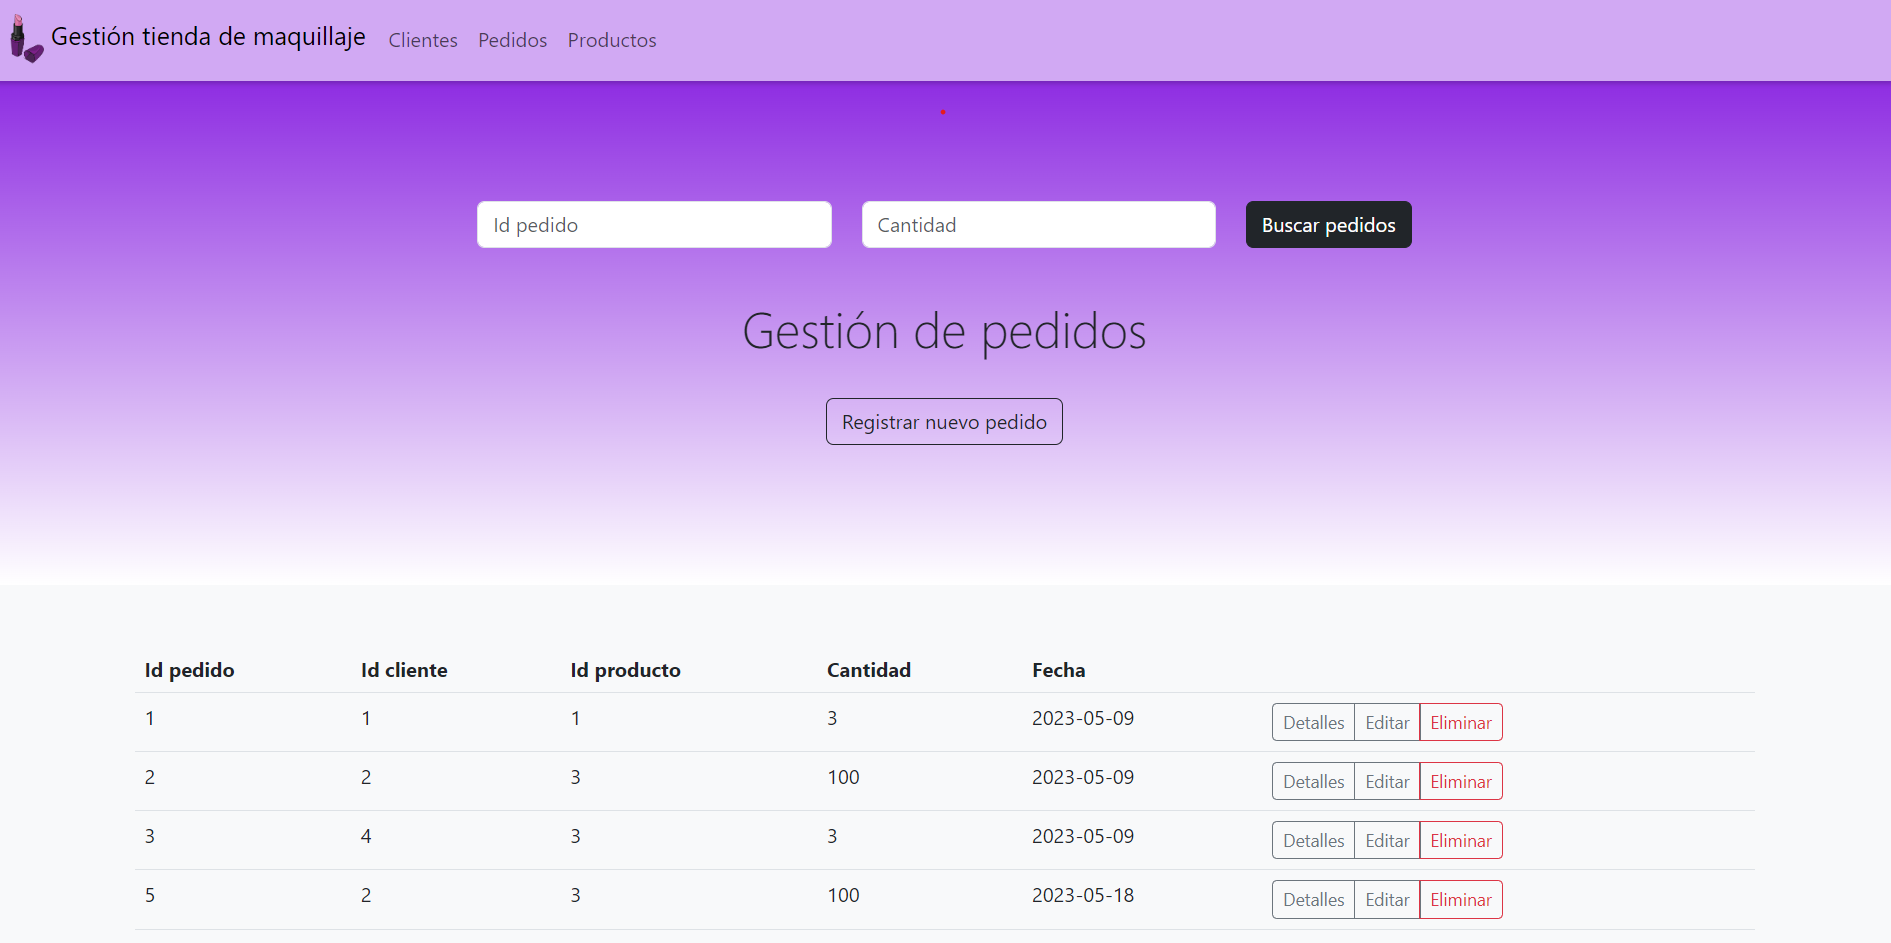 Gestión tienda de maquillaje Clientes Pedidos Productos
Id pedido Cantidad Buscar pedidos
Gestión de pedidos
Registrar nuevo pedido
Id pedido Id cliente Id producto Cantidad Fecha
1 1 1 3 2023-05-09 Detalles Editar Eliminar
2 2 3 100 2023-05-09 Detalles Editar Eliminar
3 4 3 3 2023-05-09 Detalles Editar Eliminar
5 2 3 100 2023-05-18 Detalles Editar Eliminar